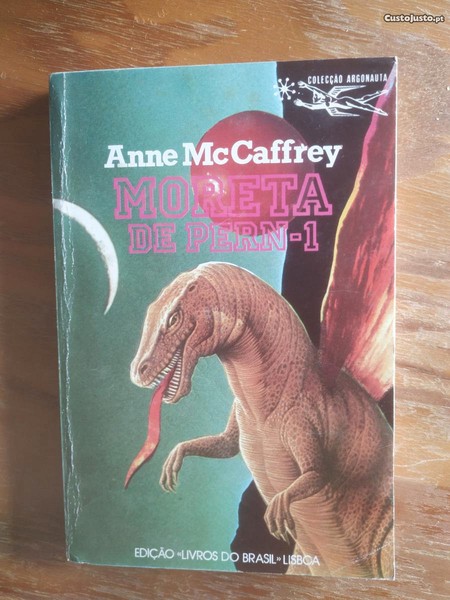 CustoJusto.pt
COLECÇÃO ARGONAUTA
Anne McCaffrey
MORETA
DE PERN-1
EDIÇÃO «LIVROS DO BRASIL» LISBOA